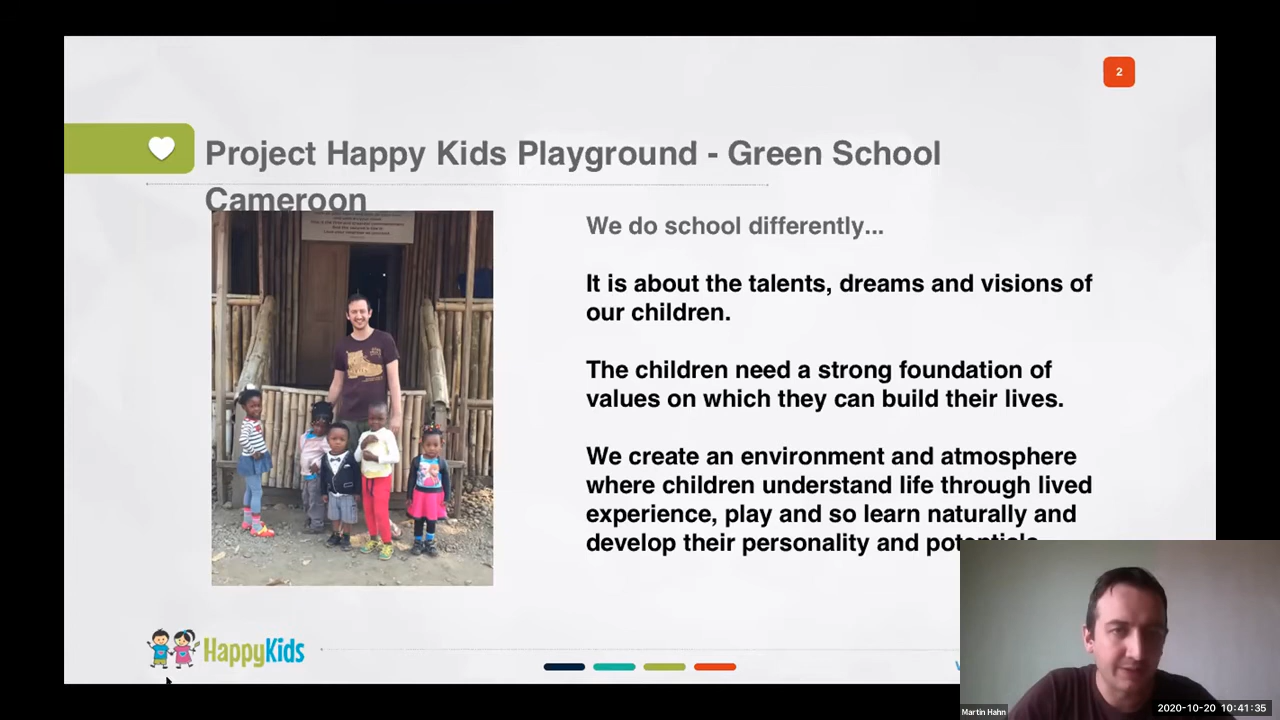 2
Project Happy Kids Playground - Green School
Cameroon
We do school differently...
It is about the talents, dreams and visions of
our children.
The children need a strong foundation of
values on which they can build their lives.
We create an environment and atmosphere
where children understand life through lived
experience, play and so learn naturally and
develop their personality and potentials
HappyKids
Martin Hahn
2020-10-20 10:41:35